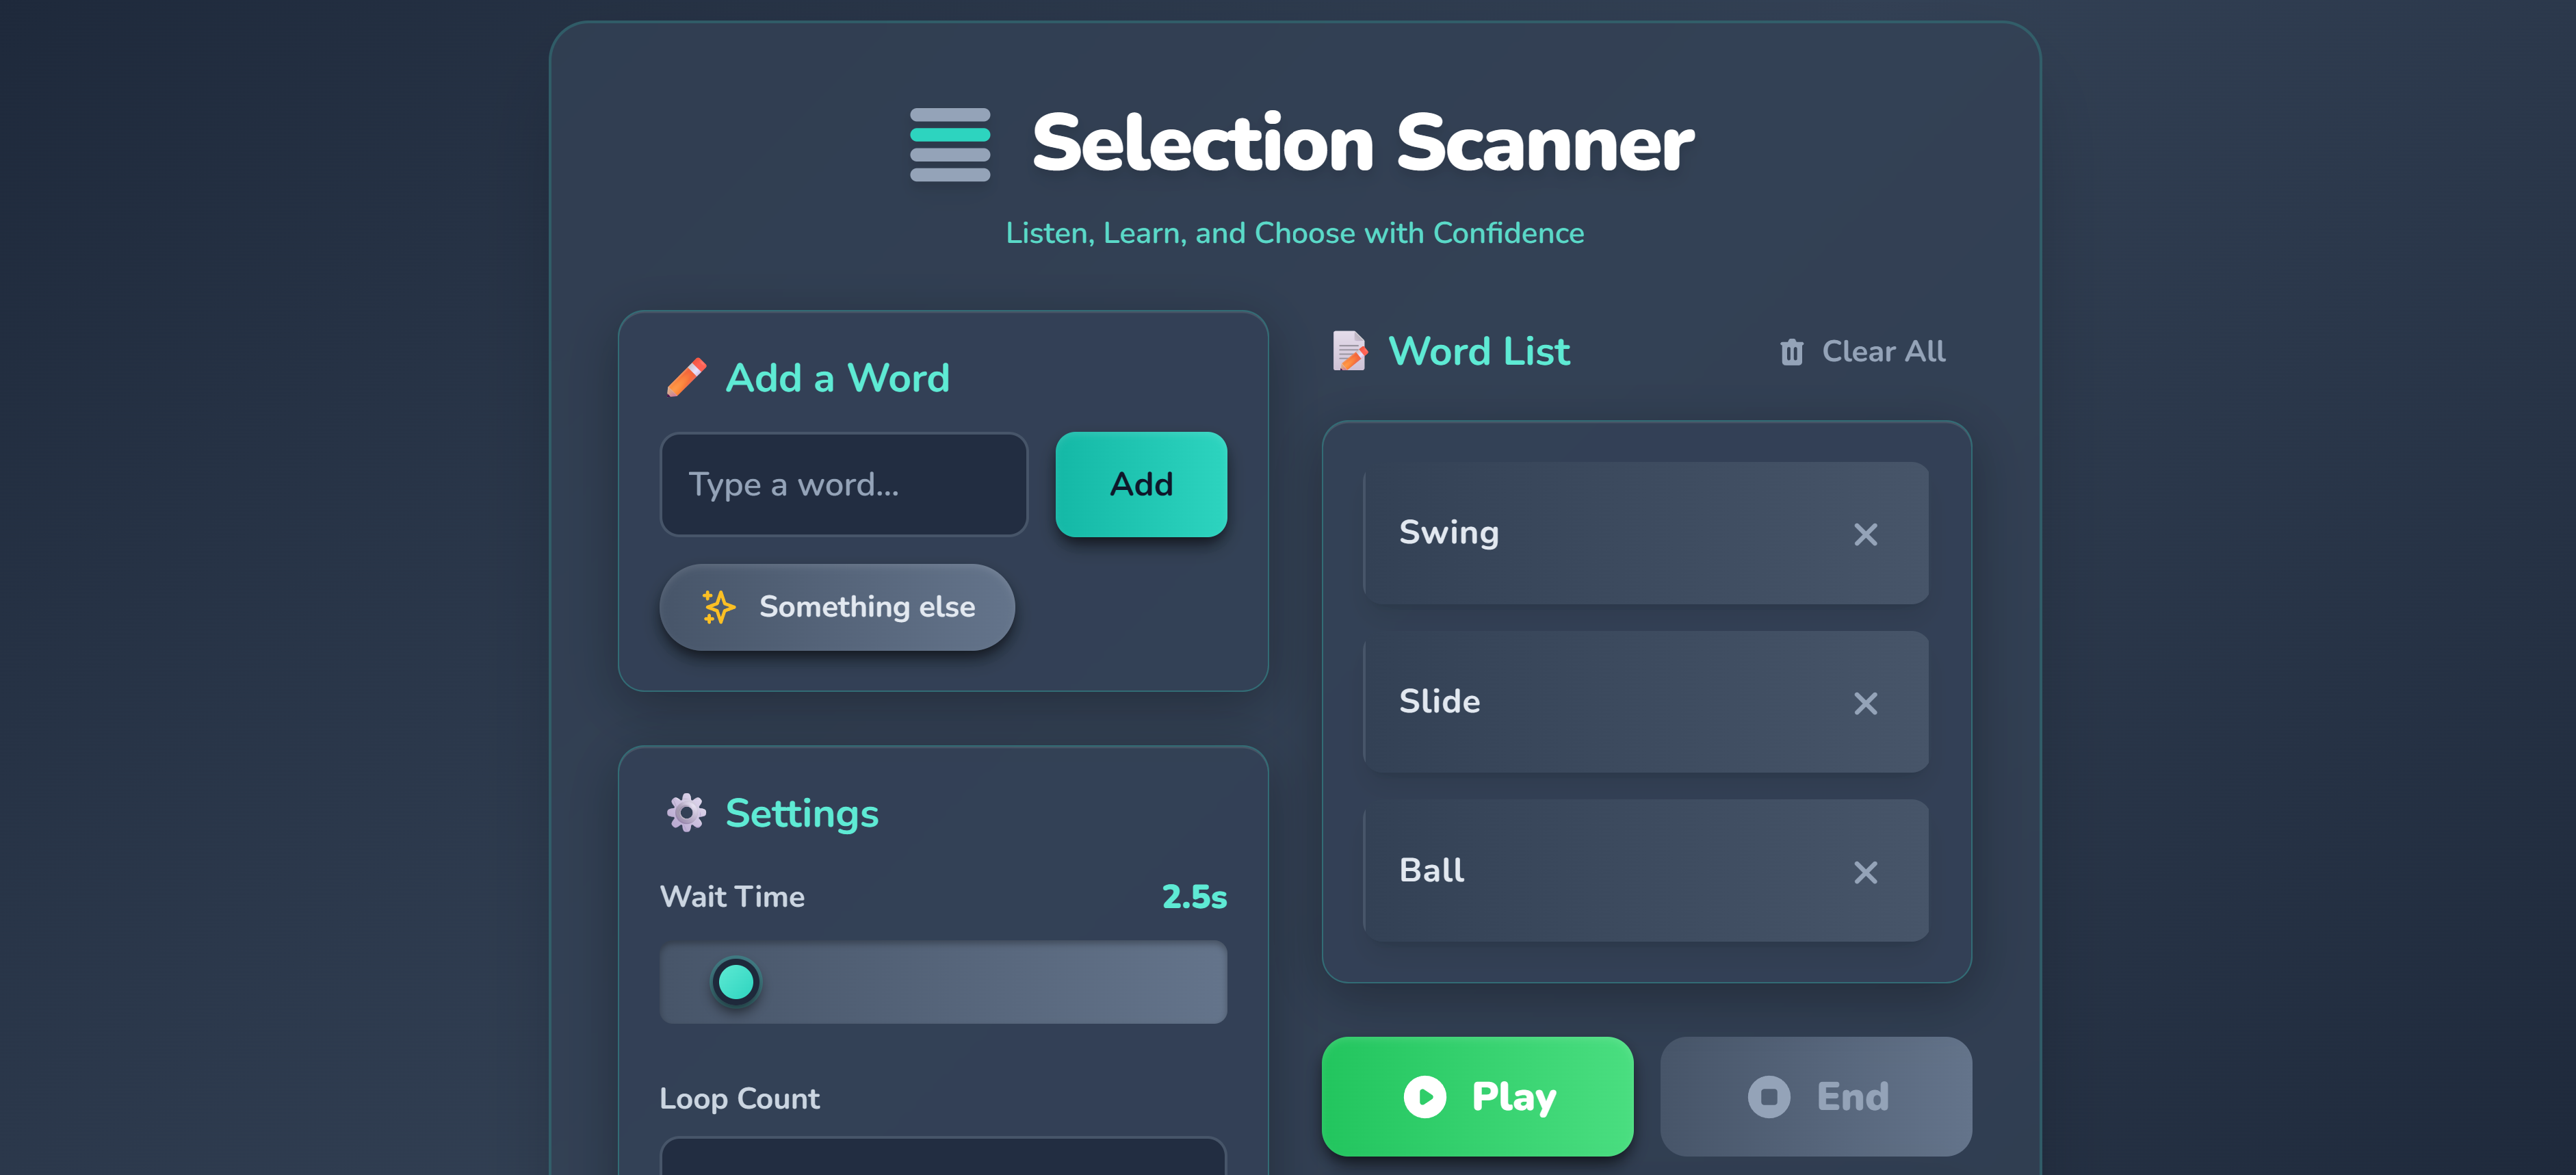 Selection Scanner
Listen, Learn, and Choose with Confidence
Add a Word
Type a word...
Add
Something else
Settings
Wait Time
2.5s
Loop Count
Word List
Clear All
Swing
Slide
Ball
Play
End